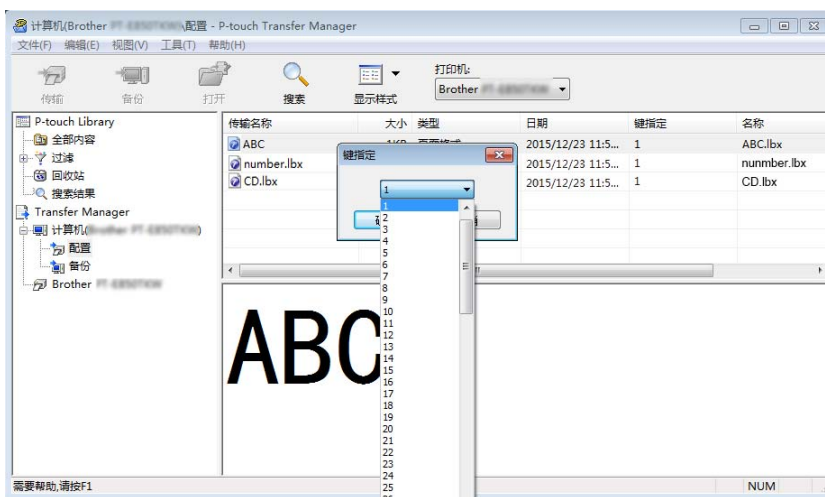 计算机(Brother \配置 - P-touch Transfer Manager
文件(F) 编辑(E) 视图(V) 工具(T) 帮助(H)
传输 备份 打开 搜索 显示样式 打印机:
Brother
P-touch Library
全部内容
过滤
回收站
搜索结果
Transfer Manager
计算机( )
配置
备份
Brother
传输名称 大小 类型 日期 键指定 名称
ABC 1KB 页面格式 2015/12/23 11:5... 1 ABC.lbx
number.lbx 2015/12/23 11:5... 1 nunmber.lbx
CD.lbx 2015/12/23 11:5... 1 CD.lbx
键指定
1
1
2
3
4
5
6
7
8
9
10
11
12
13
14
15
16
17
18
19
20
21
22
23
24
25
ABC
需要帮助,请按F1 NUM